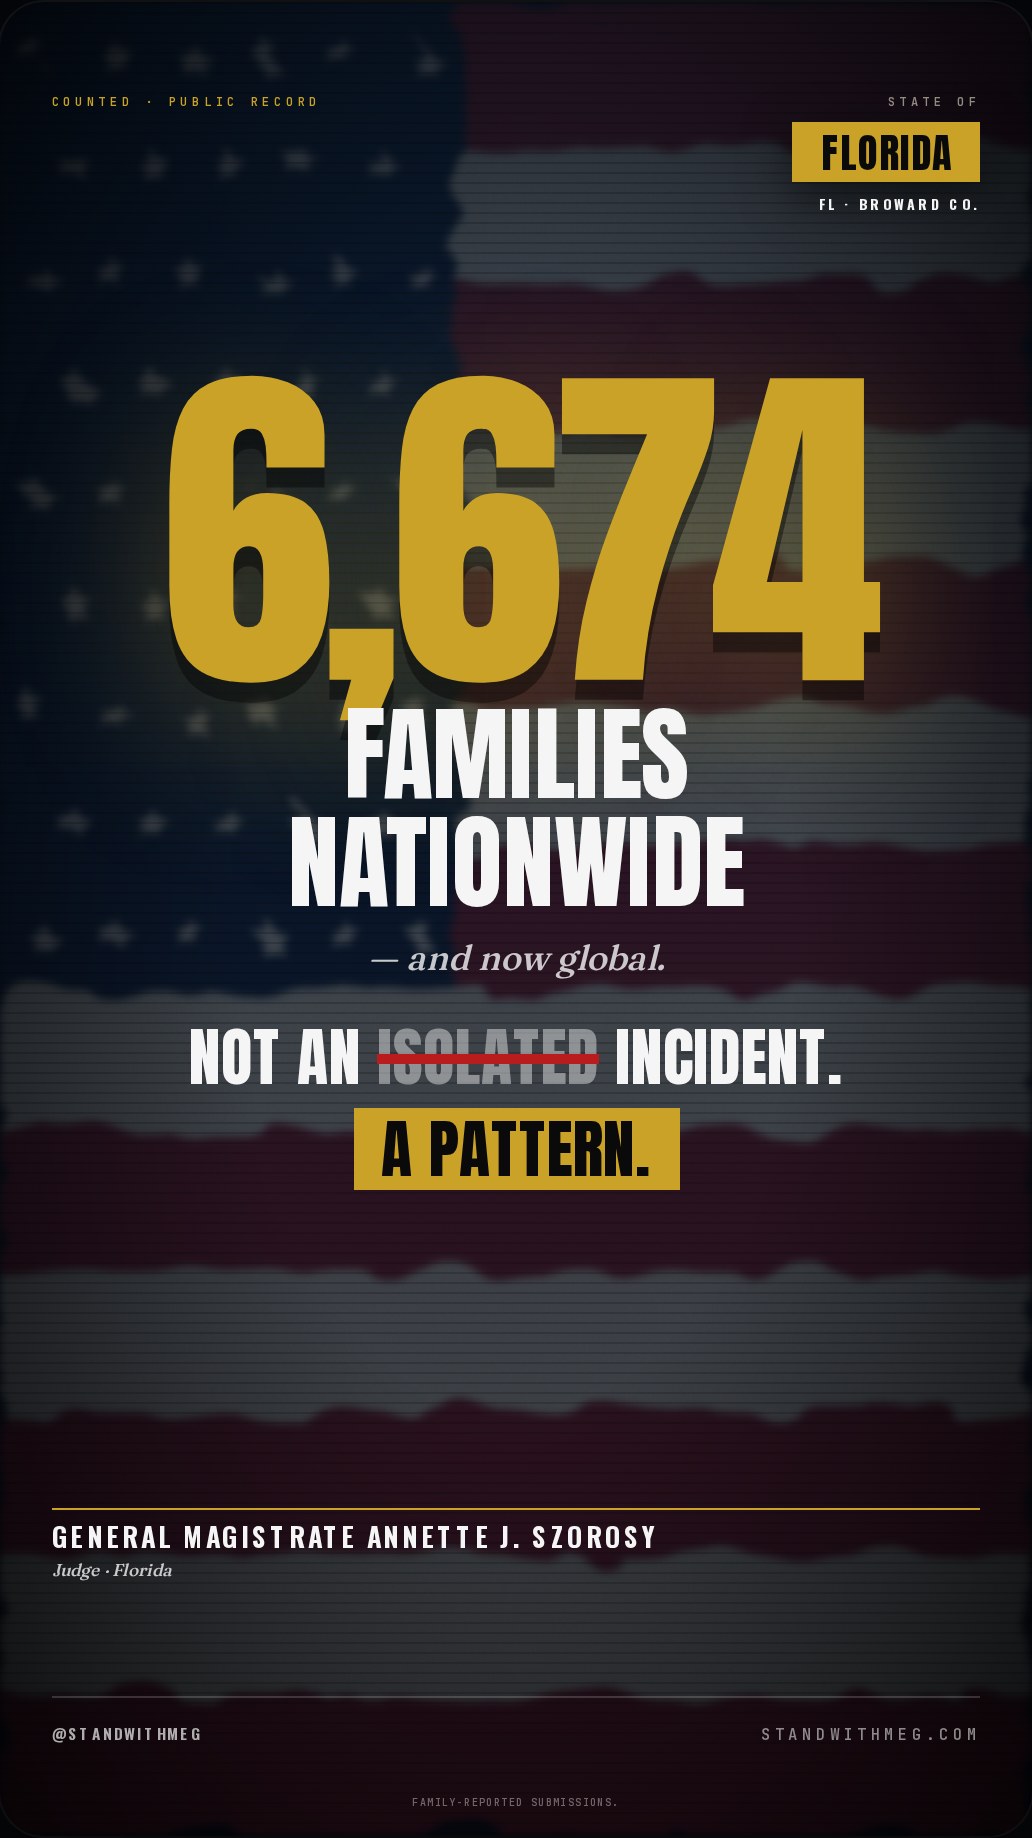 COUNTED · PUBLIC RECORD
STATE OF
FLORIDA
FL · BROWARD CO.
6,674
FAMILIES
NATIONWIDE
— and now global.
NOT AN ISOLATED INCIDENT.
A PATTERN.
GENERAL MAGISTRATE ANNETTE J. SZOROSY
Judge · Florida
@STANDWITHMEG
STANDWITHMEG.COM
FAMILY-REPORTED SUBMISSIONS.